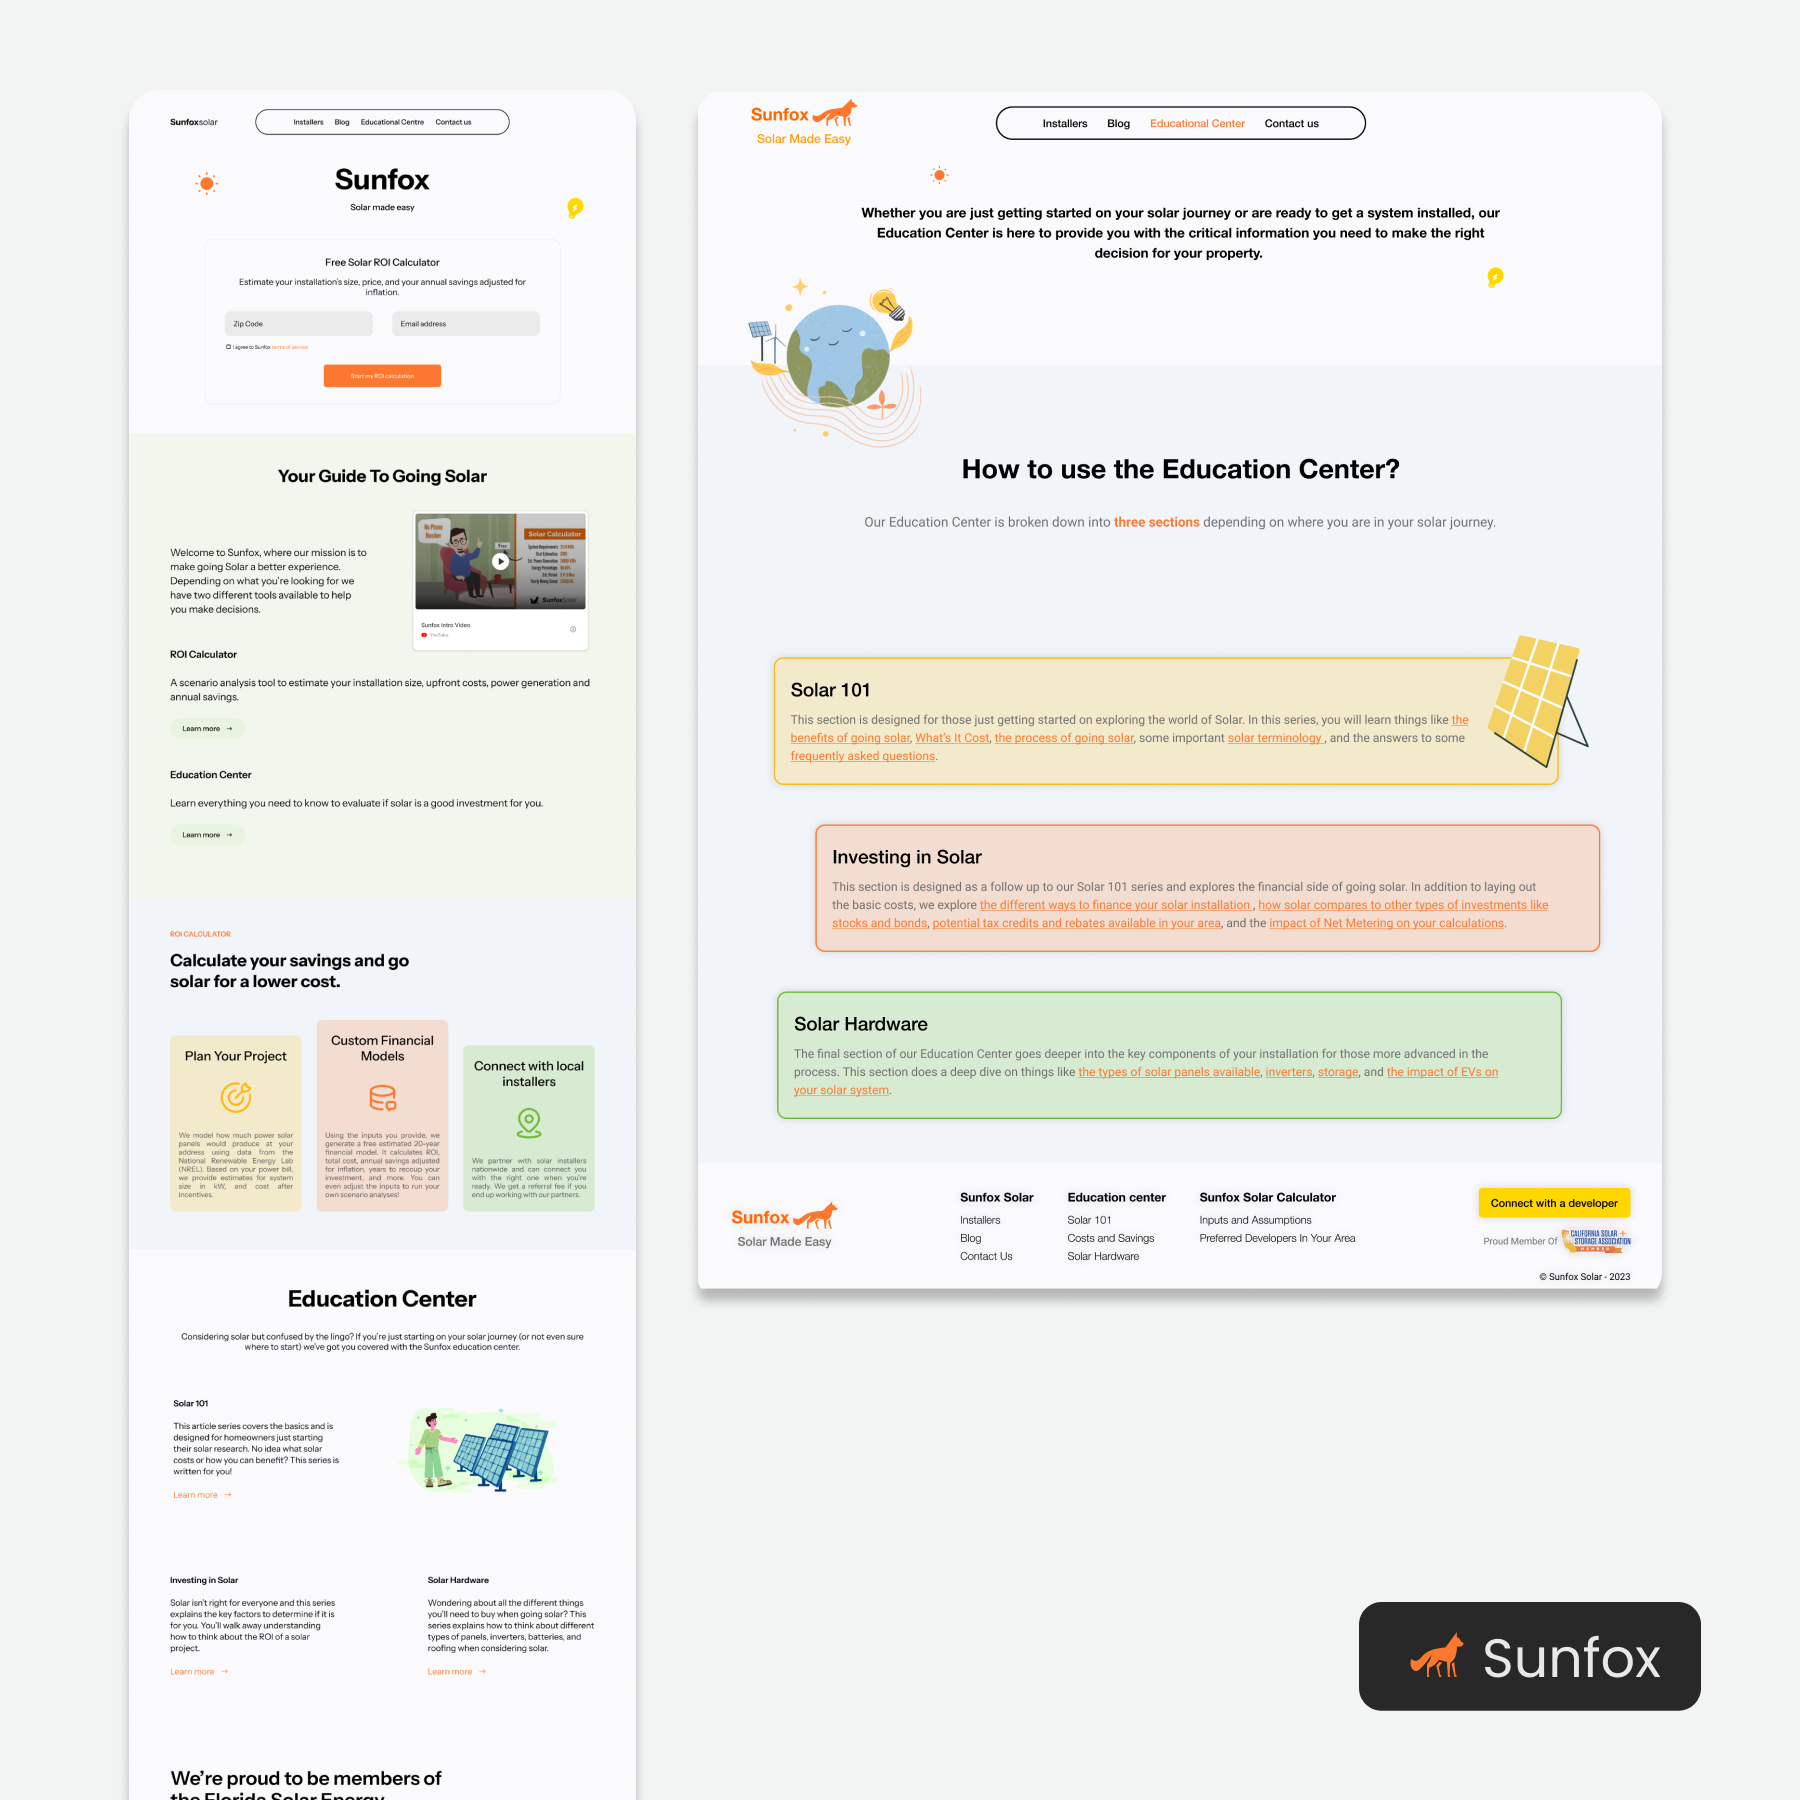 Sunfoxsolar
Installers Blog Educational Centre Contact us
Sunfox
Solar made easy
Free Solar ROI Calculator
Estimate your installation's size, price, and your annual savings adjusted for
inflation.
Zip Code
Email address
I agree to Sunfox terms of service
Start my ROI calculation
Your Guide To Going Solar
Welcome to Sunfox, where our mission is to
make going Solar a better experience.
Depending on what you're looking for we
have two different tools available to help
you make decisions.
No Phone
Number
Free
Solar Calculator
System Requirements
Cost Estimation
Est. Power Generation
Energy Percentage
Yearly Money Saved
SunfoxSolar
Sunfox Intro Video
YouTube
ROI Calculator
A scenario analysis tool to estimate your installation size, upfront costs, power generation and
annual savings.
Learn more →
Education Center
Learn everything you need to know to evaluate if solar is a good investment for you.
Learn more →
ROI CALCULATOR
Calculate your savings and go
solar for a lower cost.
Plan Your Project
We model how much power solar
panels would produce at your
address using data from the
National Renewable Energy Lab
(NREL). Based on your power bill,
we provide estimates for system
size in kW, and cost after
incentives.
Custom Financial
Models
Using the inputs you provide, we
generate a free estimated 20-year
financial model. It calculates ROI,
total cost, annual savings adjusted
for inflation, years to recoup your
investment, and more. You can
even adjust the inputs to run your
own scenario analyses!
Connect with local
installers
We partner with solar installers
nationwide and can connect you
with the right one when you're
ready. We get a referral fee if you
end up working with our partners.
Education Center
Considering solar but confused by the lingo? If you're just starting on your solar journey (or not even sure
where to start) we've got you covered with the Sunfox education center.
Solar 101
This article series covers the basics and is
designed for homeowners just starting
their solar research. No idea what solar
costs or how you can benefit? This series is
written for you!
Learn more →
Investing in Solar
Solar isn't right for everyone and this series
explains the key factors to determine if it is
for you. You'll walk away understanding
how to think about the ROI of a solar
project.
Learn more →
Solar Hardware
Wondering about all the different things
you'll need to buy when going solar? This
series explains how to think about different
types of panels, inverters, batteries, and
roofing when considering solar.
Learn more →
We're proud to be members of
the Florida Solar Energy
Sunfox
Solar Made Easy
Installers Blog Educational Center Contact us
Whether you are just getting started on your solar journey or are ready to get a system installed, our
Education Center is here to provide you with the critical information you need to make the right
decision for your property.
How to use the Education Center?
Our Education Center is broken down into three sections depending on where you are in your solar journey.
Solar 101
This section is designed for those just getting started on exploring the world of Solar. In this series, you will learn things like the
benefits of going solar, What's It Cost, the process of going solar, some important solar terminology , and the answers to some
frequently asked questions.
Investing in Solar
This section is designed as a follow up to our Solar 101 series and explores the financial side of going solar. In addition to laying out
the basic costs, we explore the different ways to finance your solar installation , how solar compares to other types of investments like
stocks and bonds, potential tax credits and rebates available in your area, and the impact of Net Metering on your calculations.
Solar Hardware
The final section of our Education Center goes deeper into the key components of your installation for those more advanced in the
process. This section does a deep dive on things like the types of solar panels available, inverters, storage, and the impact of EVs on
your solar system.
Sunfox
Solar Made Easy
Sunfox Solar
Installers
Blog
Contact Us
Education center
Solar 101
Costs and Savings
Solar Hardware
Sunfox Solar Calculator
Inputs and Assumptions
Preferred Developers In Your Area
Connect with a developer
Proud Member Of
CALIFORNIA SOLAR +
STORAGE ASSOCIATION
MEMBER
© Sunfox Solar - 2023
Sunfox